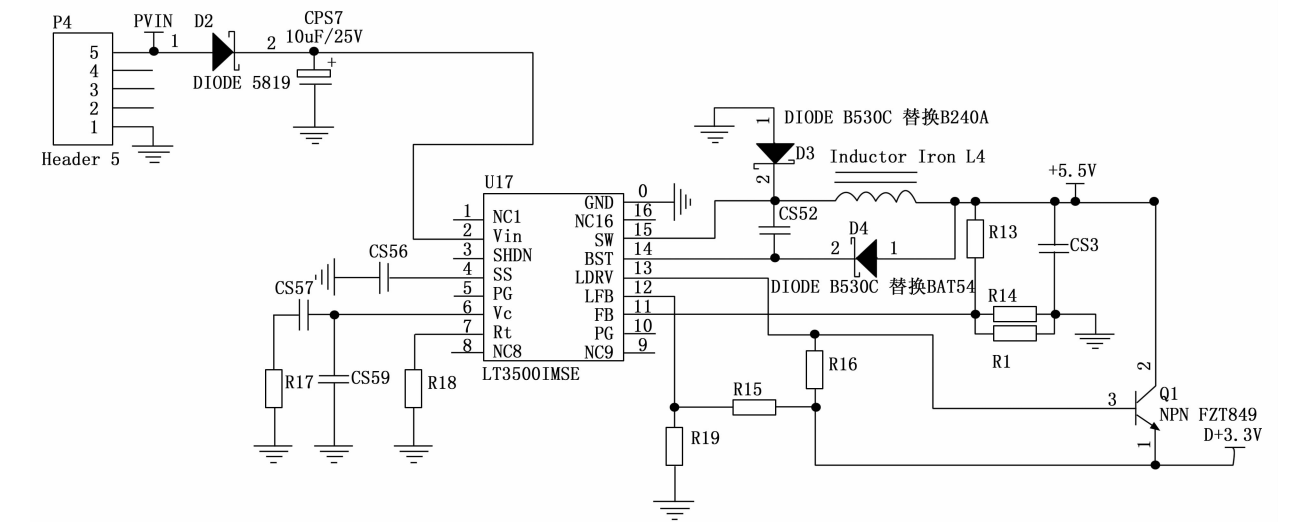 P4
PVIN
D2
CPS7
10uF/25V
1
2
+
5
4
3
2
1
DIODE 5819
Header 5
DIODE B530C 替换B240A
1
D3
2
Inductor Iron L4
+5.5V
U17
GND 0
1 NC1
NC16 16
2 Vin
SW 15
3 SHDN
BST 14
4 SS
LDRV 13
5 PG
LFB 12
6 Vc
FB 11
7 Rt
PG 10
8 NC8
NC9 9
LT3500IMSE
CS52
D4
2
1
R13
CS3
DIODE B530C 替换BAT54
CS56
CS57
R14
R1
R17
CS59
R18
R16
R15
R19
2
3
Q1
NPN FZT849
1
D+3.3V